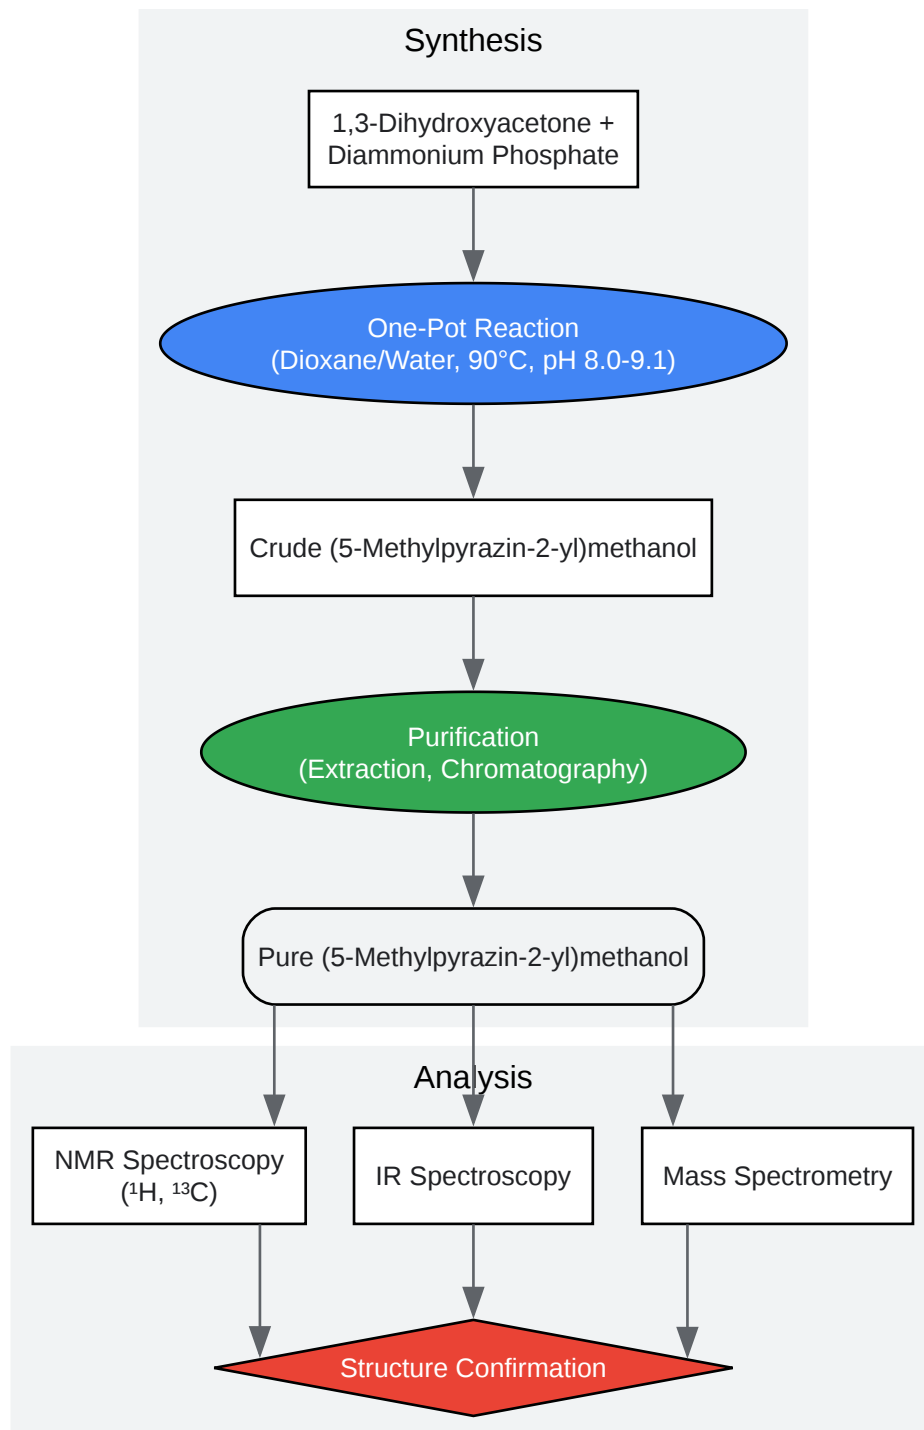 Synthesis
1,3-Dihydroxyacetone +
Diammonium Phosphate
One-Pot Reaction
(Dioxane/Water, 90°C, pH 8.0-9.1)
Crude (5-Methylpyrazin-2-yl)methanol
Purification
(Extraction, Chromatography)
Pure (5-Methylpyrazin-2-yl)methanol
Analysis
NMR Spectroscopy
(¹H, ¹³C)
IR Spectroscopy
Mass Spectrometry
Structure Confirmation